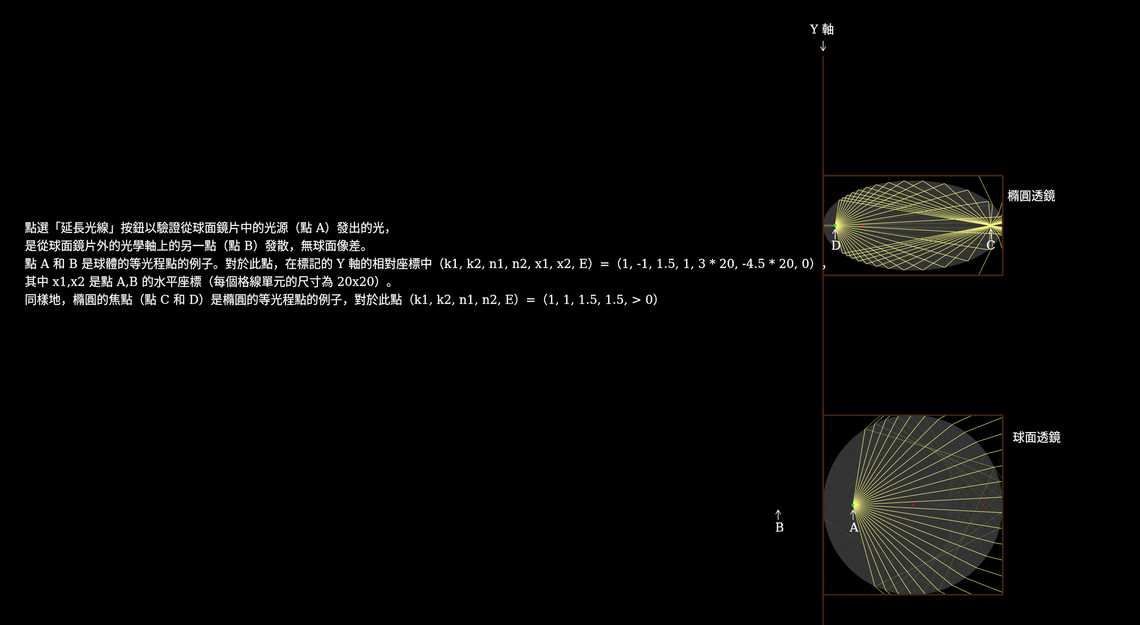 Y 軸
橢圓透鏡
點選「延長光線」按鈕以驗證從球面鏡片中的光源（點 A）發出的光，
是從球面鏡片外的光學軸上的另一點（點 B）發散，無球面像差。
點 A 和 B 是球體的等光程點的例子。對於此點，在標記的 Y 軸的相對座標中（k1, k2, n1, n2, x1, x2, E）=（1, -1, 1.5, 1, 3 * 20, -4.5 * 20, 0），
其中 x1,x2 是點 A,B 的水平座標（每個格線單元的尺寸為 20x20）。
同樣地，橢圓的焦點（點 C 和 D）是橢圓的等光程點的例子，對於此點（k1, k2, n1, n2, E）=（1, 1, 1.5, 1.5, > 0）
D
C
球面透鏡
B
A